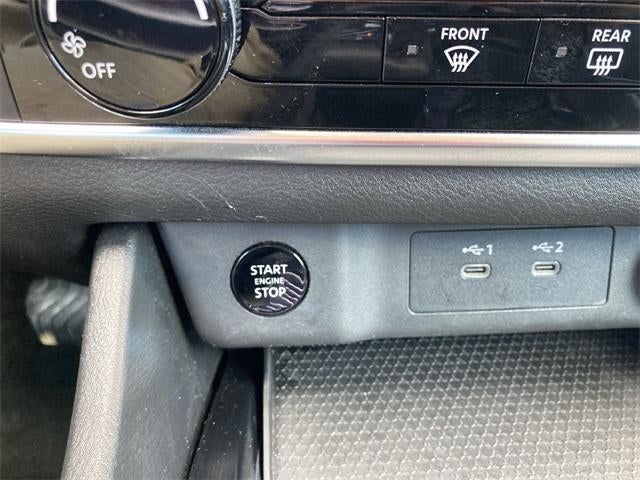 OFF
FRONT
REAR
START
ENGINE
STOP
1
2